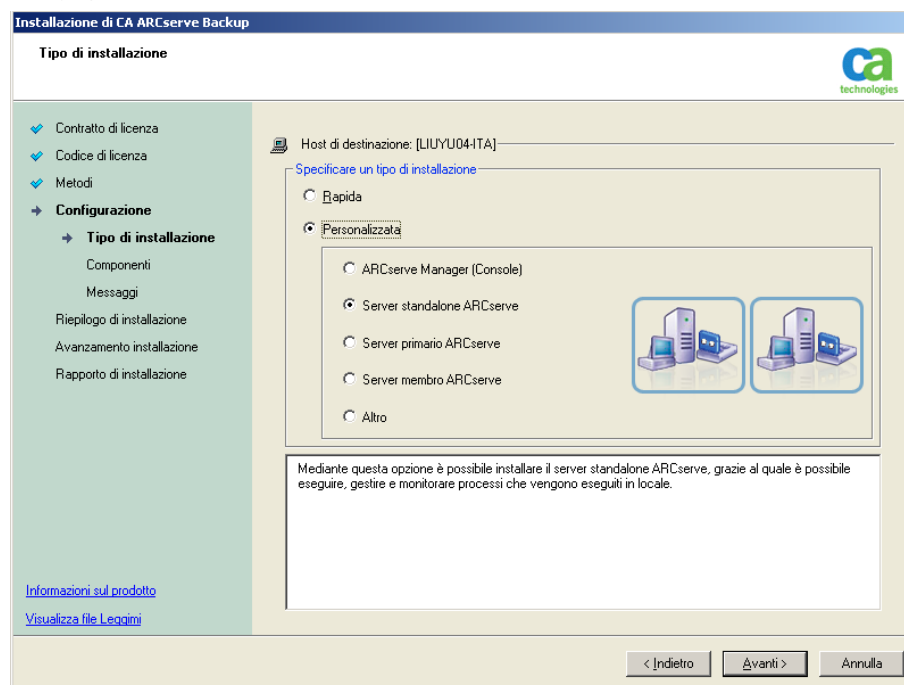 Installazione di CA ARCserve Backup
Tipo di installazione
ca
technologies
Contratto di licenza
Codice di licenza
Metodi
Configurazione
Tipo di installazione
Componenti
Messaggi
Riepilogo di installazione
Avanzamento installazione
Rapporto di installazione
Informazioni sul prodotto
Visualizza file Leggimi
Host di destinazione: [LIUYU04-ITA]
Specificare un tipo di installazione
Rapida
Personalizzata
ARCserve Manager (Console)
Server standalone ARCserve
Server primario ARCserve
Server membro ARCserve
Altro
Mediante questa opzione è possibile installare il server standalone ARCserve, grazie al quale è possibile
eseguire, gestire e monitorare processi che vengono eseguiti in locale.
< Indietro
Avanti >
Annulla